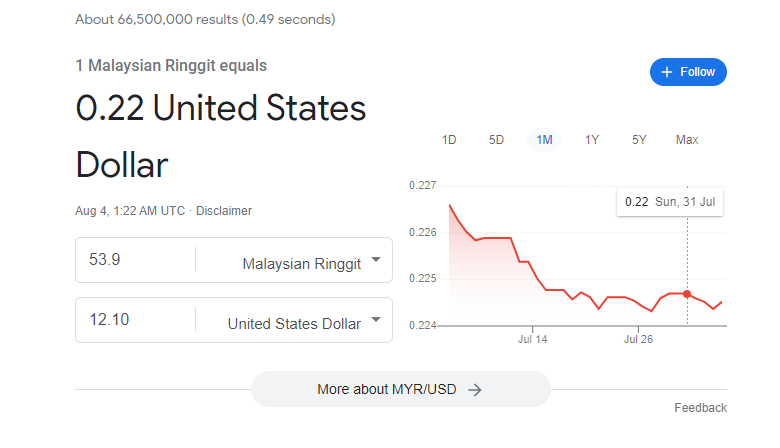 About 66,500,000 results (0.49 seconds)
1 Malaysian Ringgit equals
+ Follow
0.22 United States
Dollar
Aug 4, 1:22 AM UTC · Disclaimer
53.9 Malaysian Ringgit
12.10 United States Dollar
1D 5D 1M 1Y 5Y Max
0.227
0.22 Sun, 31 Jul
0.226
0.225
0.224
Jul 14 Jul 26
More about MYR/USD →
Feedback